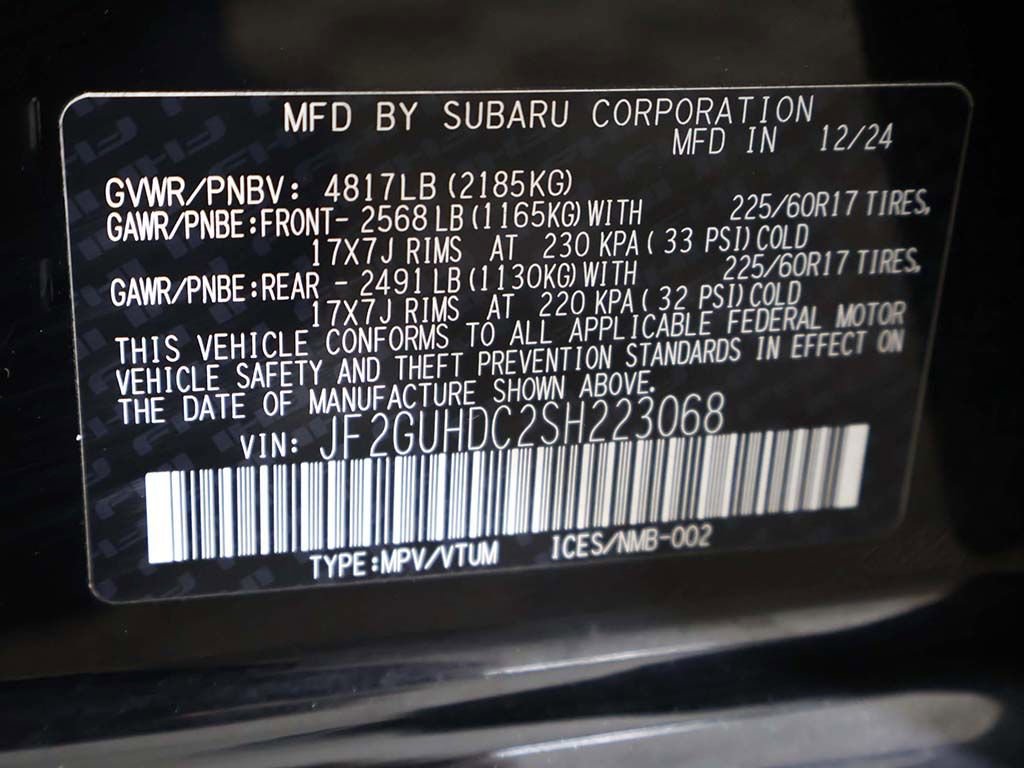 MFD BY SUBARU CORPORATION
MFD IN 12/24
GVWR/PNBV: 4817LB (2185KG)
GAWR/PNBE:FRONT- 2568 LB (1165KG) WITH 225/60R17 TIRES,
17X7J RIMS AT 230 KPA ( 33 PSI) COLD
GAWR/PNBE:REAR - 2491 LB (1130KG) WITH 225/60R17 TIRES,
17X7J RIMS AT 220 KPA ( 32 PSI) COLD
THIS VEHICLE CONFORMS TO ALL APPLICABLE FEDERAL MOTOR
VEHICLE SAFETY AND THEFT PREVENTION STANDARDS IN EFFECT ON
THE DATE OF MANUFACTURE SHOWN ABOVE.
VIN: JF2GUHDC2SH223068
TYPE:MPV/VTUM ICES/NMB-002